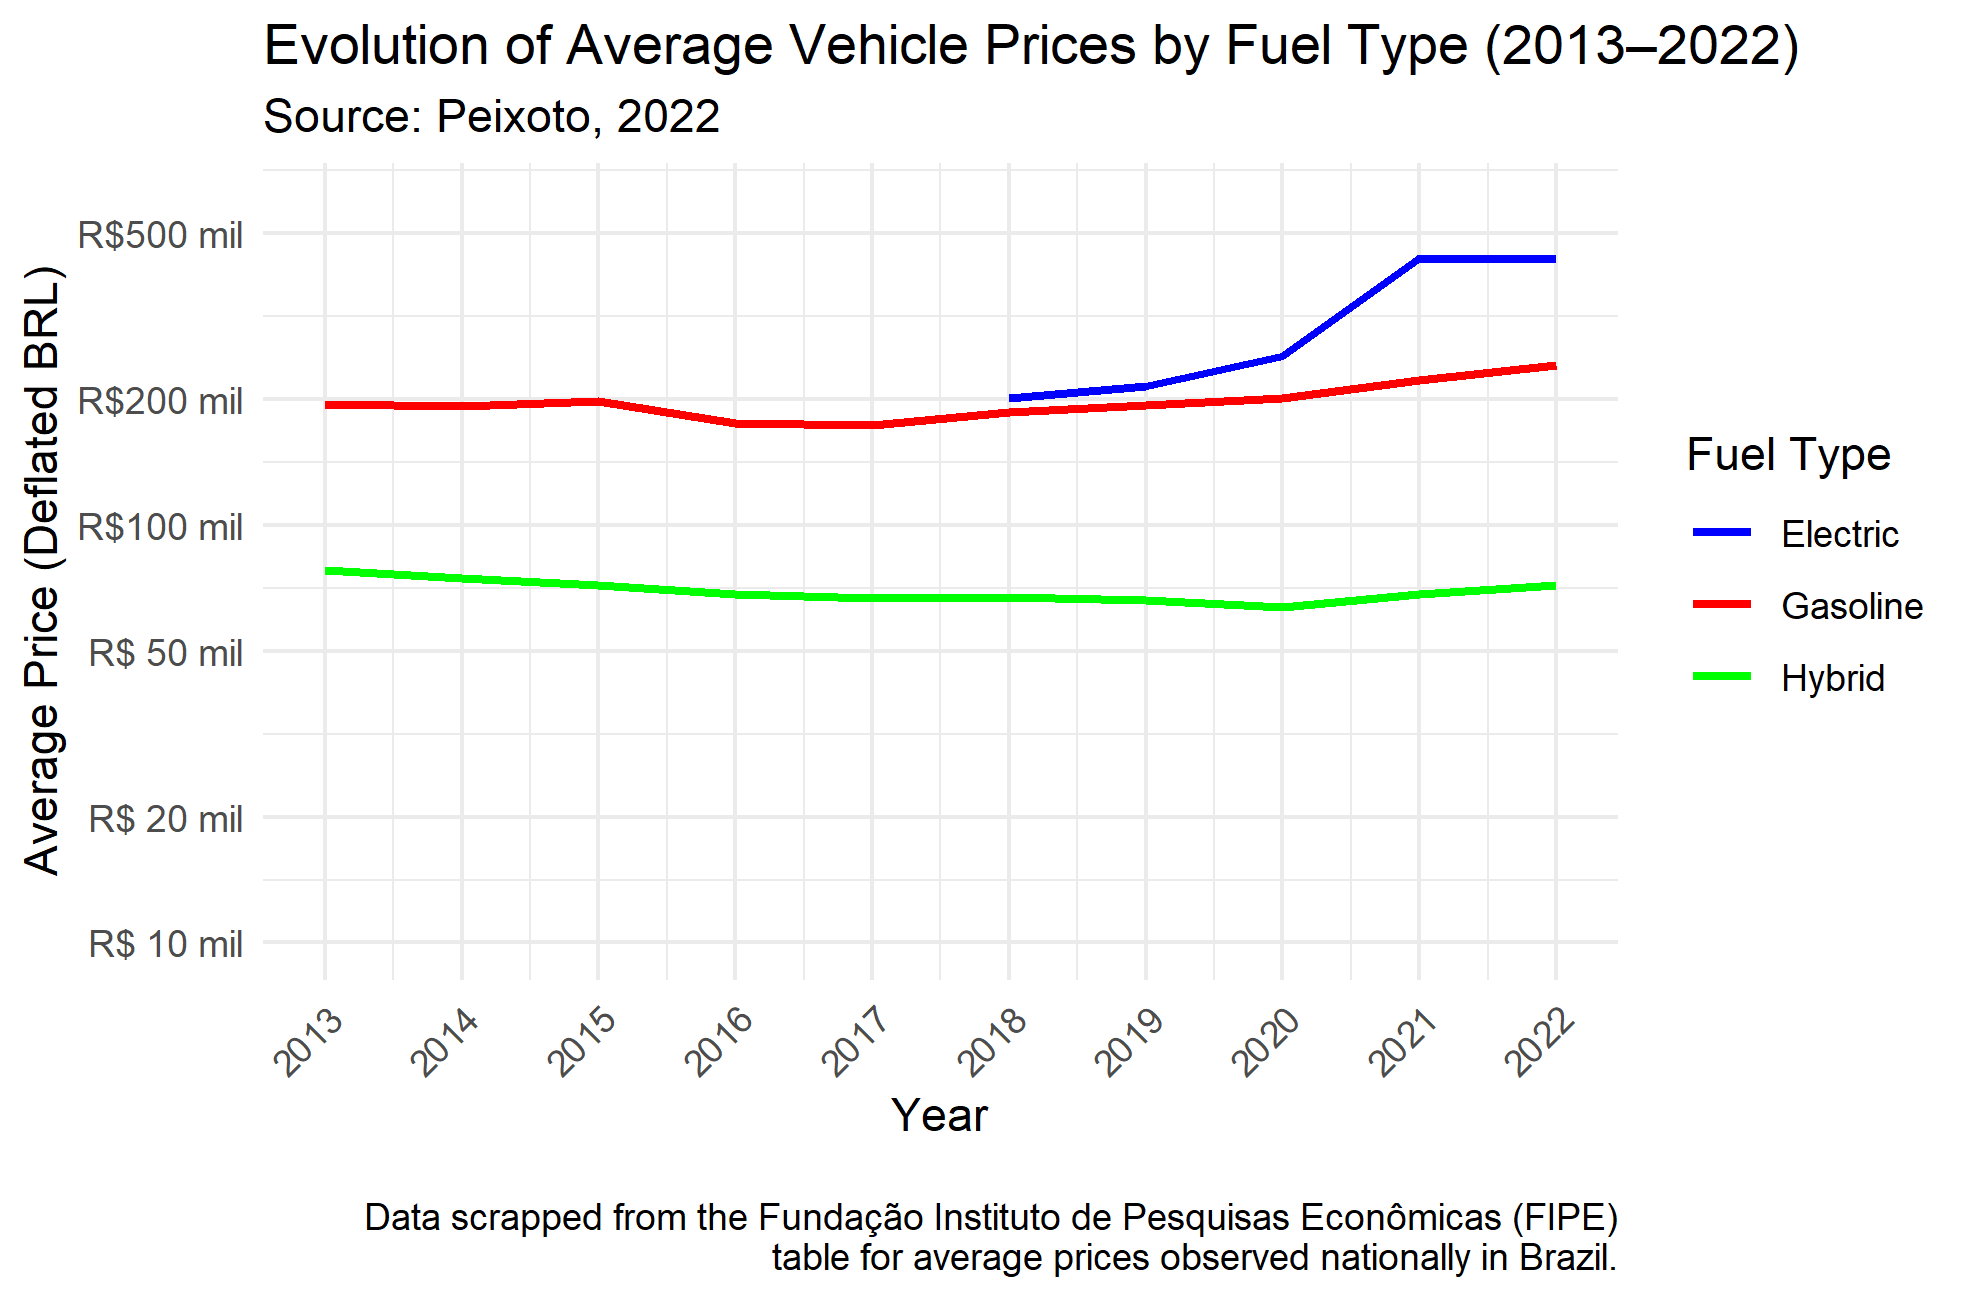 Evolution of Average Vehicle Prices by Fuel Type (2013–2022)
Source: Peixoto, 2022
Average Price (Deflated BRL)
R$500 mil
R$200 mil
R$100 mil
R$ 50 mil
R$ 20 mil
R$ 10 mil
Fuel Type
Electric
Gasoline
Hybrid
2013
2014
2015
2016
2017
2018
2019
2020
2021
2022
Year
Data scrapped from the Fundação Instituto de Pesquisas Econômicas (FIPE)
table for average prices observed nationally in Brazil.